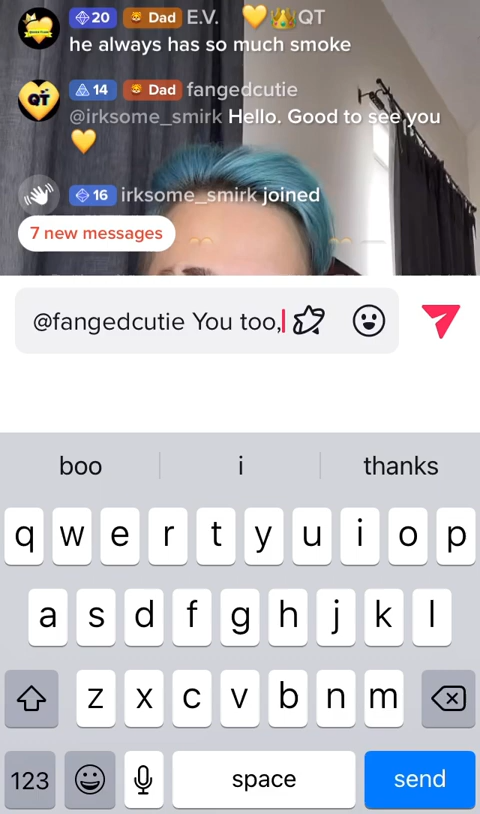 20 Dad E.V. 💛👑QT
he always has so much smoke
QT 14 Dad fangedcutie
@irksome_smirk Hello. Good to see you
💛
16 irksome_smirk joined
7 new messages
@fangedcutie You too,
boo i thanks
q w e r t y u i o p
a s d f g h j k l
z x c v b n m
123 space send